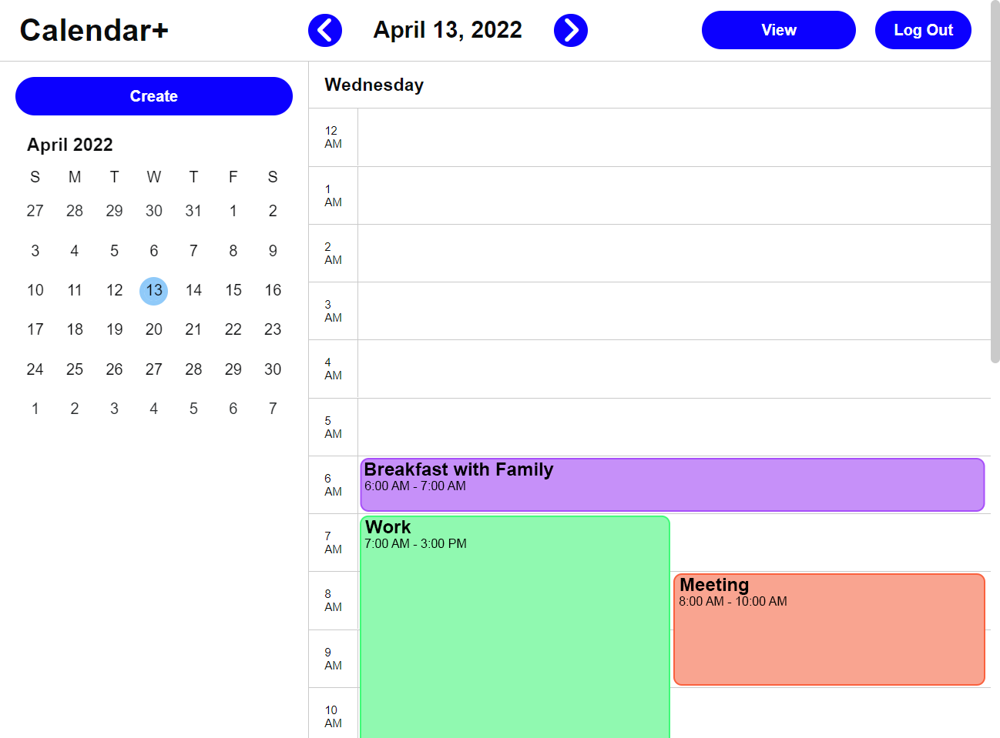 Calendar+
April 13, 2022
View
Log Out
Create
April 2022
S M T W T F S
27 28 29 30 31 1 2
3 4 5 6 7 8 9
10 11 12 13 14 15 16
17 18 19 20 21 22 23
24 25 26 27 28 29 30
1 2 3 4 5 6 7
Wednesday
12
AM
1
AM
2
AM
3
AM
4
AM
5
AM
6
AM
Breakfast with Family
6:00 AM - 7:00 AM
7
AM
Work
7:00 AM - 3:00 PM
8
AM
Meeting
8:00 AM - 10:00 AM
9
AM
10
AM